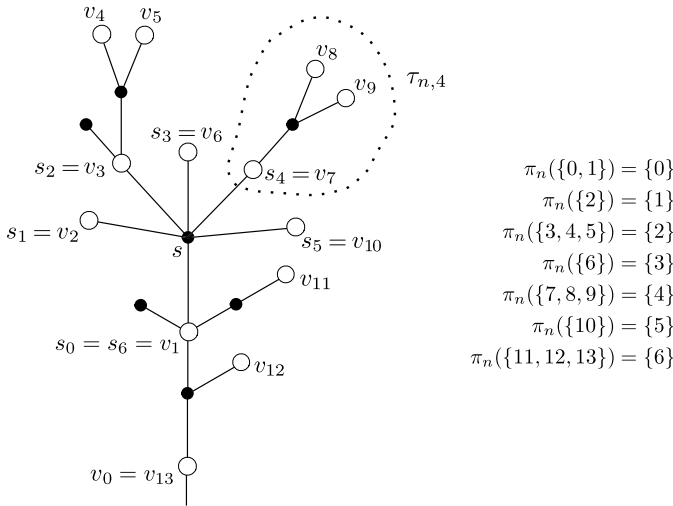 v₄ v₅
v₈
v₉
τ_{n,4}
s₃ = v₆
s₂ = v₃
s₄ = v₇
s₁ = v₂
s
s₅ = v₁₀
v₁₁
s₀ = s₆ = v₁
v₁₂
v₀ = v₁₃
πₙ({0, 1}) = {0}
πₙ({2}) = {1}
πₙ({3, 4, 5}) = {2}
πₙ({6}) = {3}
πₙ({7, 8, 9}) = {4}
πₙ({10}) = {5}
πₙ({11, 12, 13}) = {6}